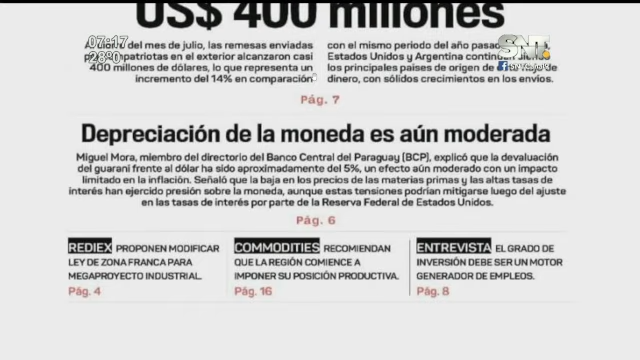 US$ 400 millones
07:17
28°0
SNT
del mes de julio, las remesas enviadas
patriotas en el exterior alcanzaron casi
400 millones de dólares, lo que representa un
incremento del 14% en comparación
con el mismo periodo del año
Estados Unidos y Argentina
los principales países de origen de
dinero, con sólidos crecimientos en los envíos.
Pág. 7
Depreciación de la moneda es aún moderada
Miguel Mora, miembro del directorio del Banco Central del Paraguay (BCP), explicó que la devaluación
del guaraní frente al dólar ha sido aproximadamente del 5%, un efecto aún moderado con un impacto
limitado en la inflación. Señaló que la baja en los precios de las materias primas y las altas tasas de
interés han ejercido presión sobre la moneda, aunque estas tensiones podrían mitigarse luego del ajuste
en las tasas de interés por parte de la Reserva Federal de Estados Unidos.
Pág. 6
REDIEX PROPONEN MODIFICAR
LEY DE ZONA FRANCA PARA
MEGAPROYECTO INDUSTRIAL.
Pág. 4
COMMODITIES RECOMIENDAN
QUE LA REGIÓN COMIENCE A
IMPONER SU POSICIÓN PRODUCTIVA.
Pág. 16
ENTREVISTA EL GRADO DE
INVERSIÓN DEBE SER UN MOTOR
GENERADOR DE EMPLEOS.
Pág. 8